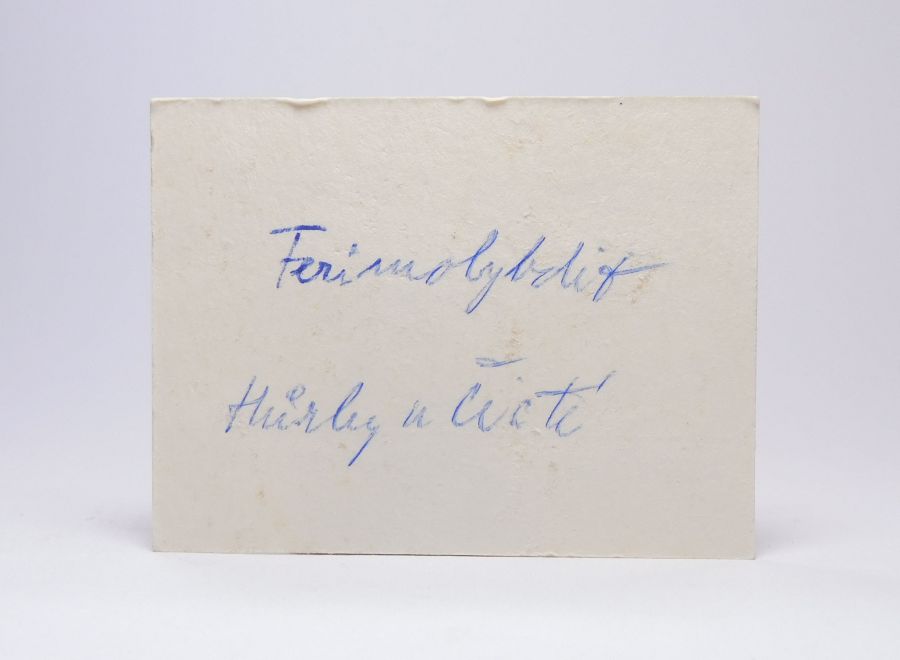 Ferimolybdit
Hůrky u Čisté